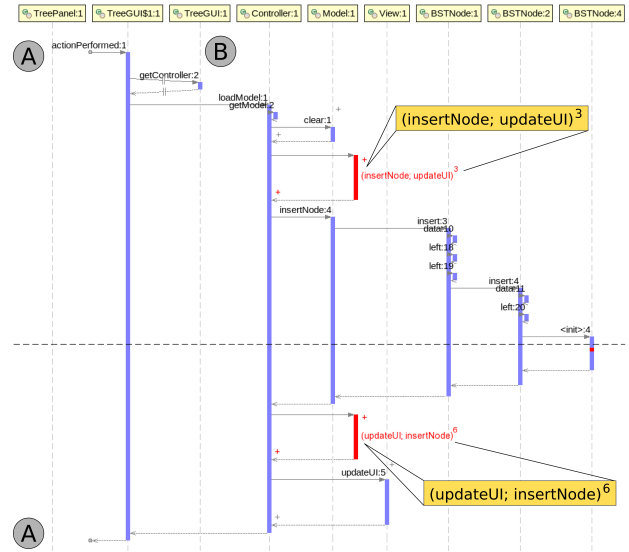 TreePanel:1 TreeGUI$1:1 TreeGUI:1 Controller:1 Model:1 View:1 BSTNode:1 BSTNode:2 BSTNode:4
A B
actionPerformed:1
getController:2
loadModel:1
getModel:2
+
clear:1
(insertNode; updateUI)3
+
+
(insertNode; updateUI)3
+
insertNode:4
insert:3
data:10
left:18
left:19
insert:4
data:11
left:20
<init>:4
+
(updateUI; insertNode)6
+
+
updateUI:5
(updateUI; insertNode)6
+
A